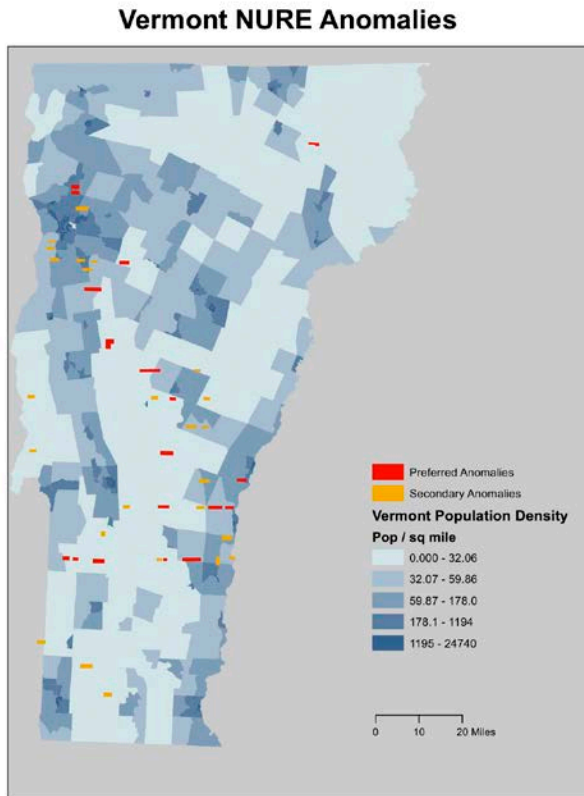 Vermont NURE Anomalies
Preferred Anomalies
Secondary Anomalies
Vermont Population Density
Pop / sq mile
0.000 - 32.06
32.07 - 59.86
59.87 - 178.0
178.1 - 1194
1195 - 24740
0 10 20 Miles